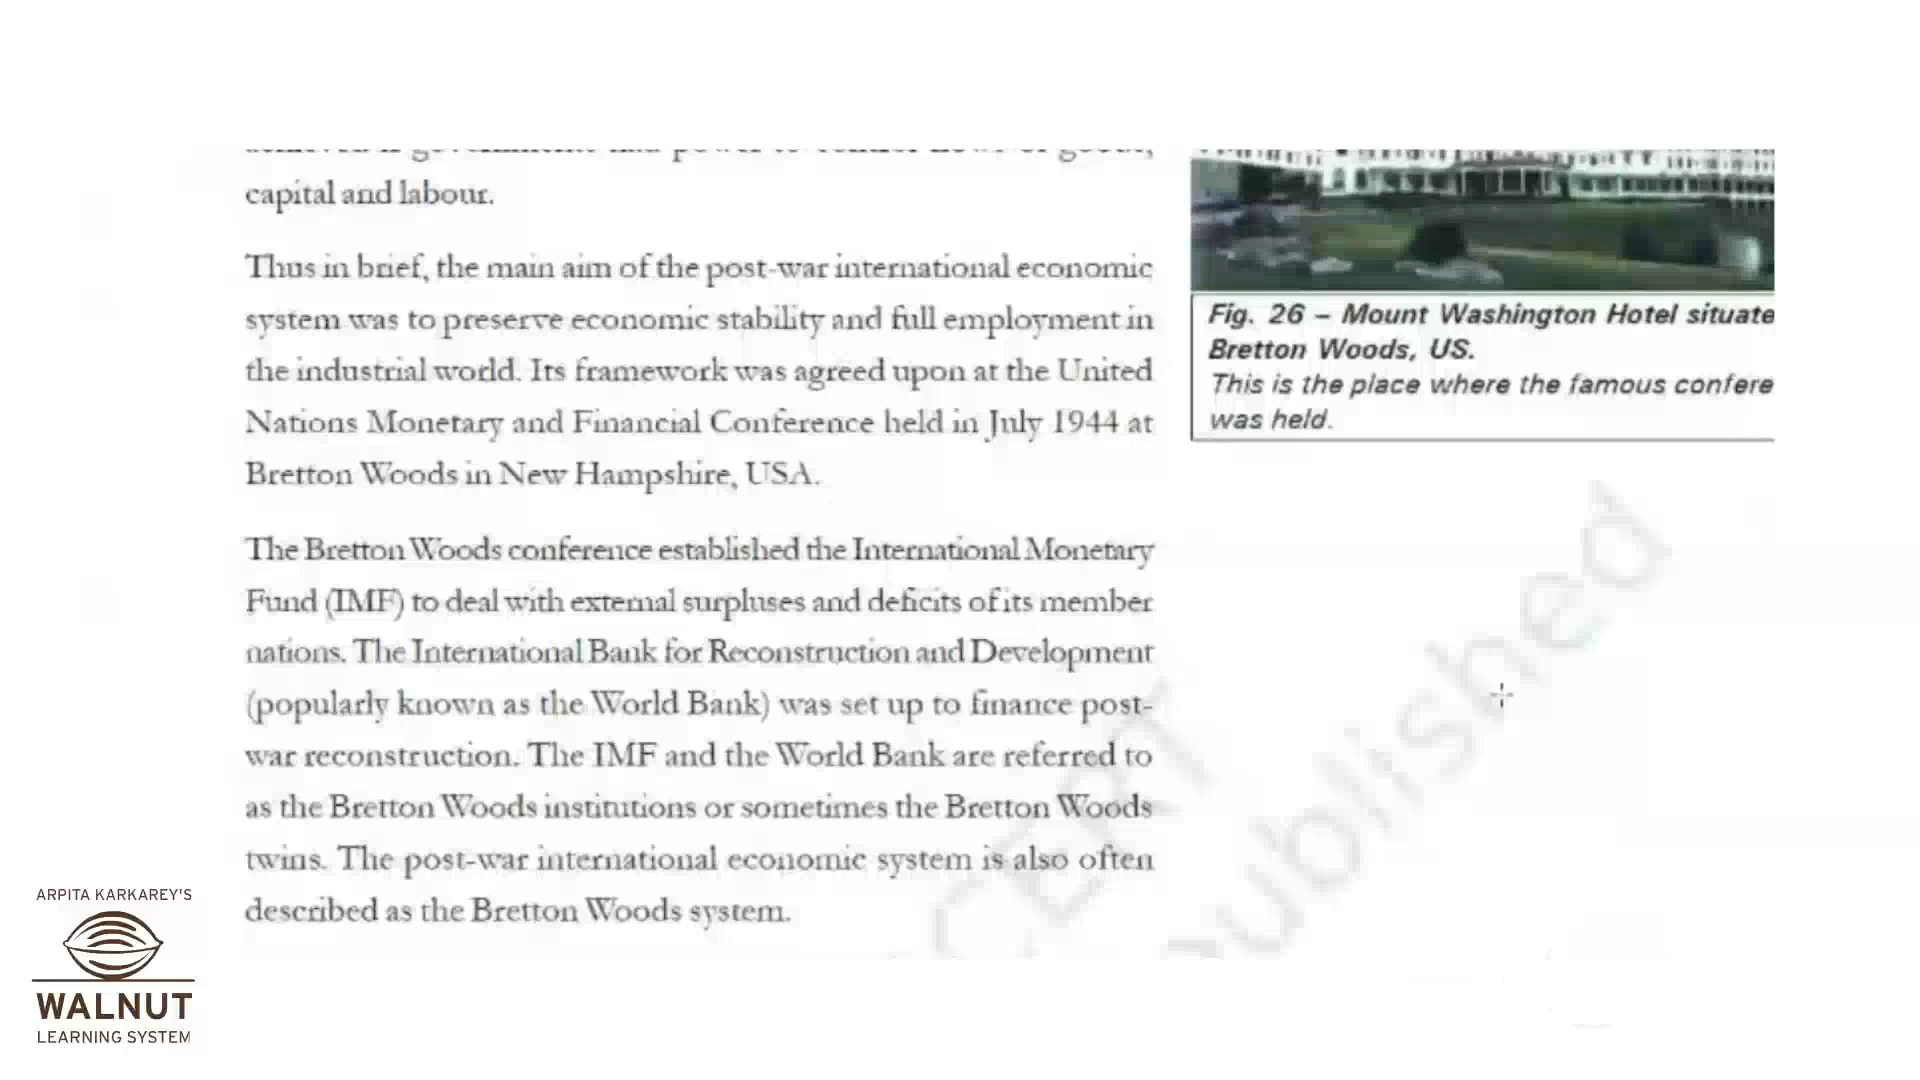 capital and labour.
Thus in brief, the main aim of the post-war international economic
system was to preserve economic stability and full employment in
the industrial world. Its framework was agreed upon at the United
Nations Monetary and Financial Conference held in July 1944 at
Bretton Woods in New Hampshire, USA.
The Bretton Woods conference established the International Monetary
Fund (IMF) to deal with external surpluses and deficits of its member
nations. The International Bank for Reconstruction and Development
(popularly known as the World Bank) was set up to finance post-
war reconstruction. The IMF and the World Bank are referred to
as the Bretton Woods institutions or sometimes the Bretton Woods
twins. The post-war international economic system is also often
described as the Bretton Woods system.
Fig. 26 – Mount Washington Hotel situate
Bretton Woods, US.
This is the place where the famous confere
was held.
CERT
ublished
ARPITA KARKAREY'S
WALNUT
LEARNING SYSTEM